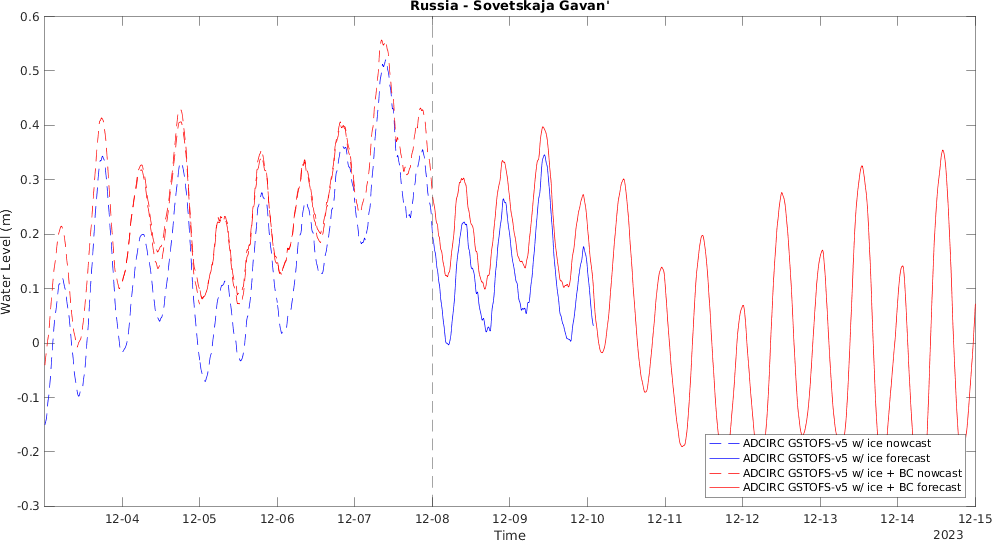 Russia - Sovetskaja Gavan'
Water Level (m)
0.6
0.5
0.4
0.3
0.2
0.1
0
-0.1
-0.2
-0.3
ADCIRC GSTOFS-v5 w/ ice nowcast
ADCIRC GSTOFS-v5 w/ ice forecast
ADCIRC GSTOFS-v5 w/ ice + BC nowcast
ADCIRC GSTOFS-v5 w/ ice + BC forecast
12-04 12-05 12-06 12-07 12-08 12-09 12-10 12-11 12-12 12-13 12-14 12-15
Time
2023